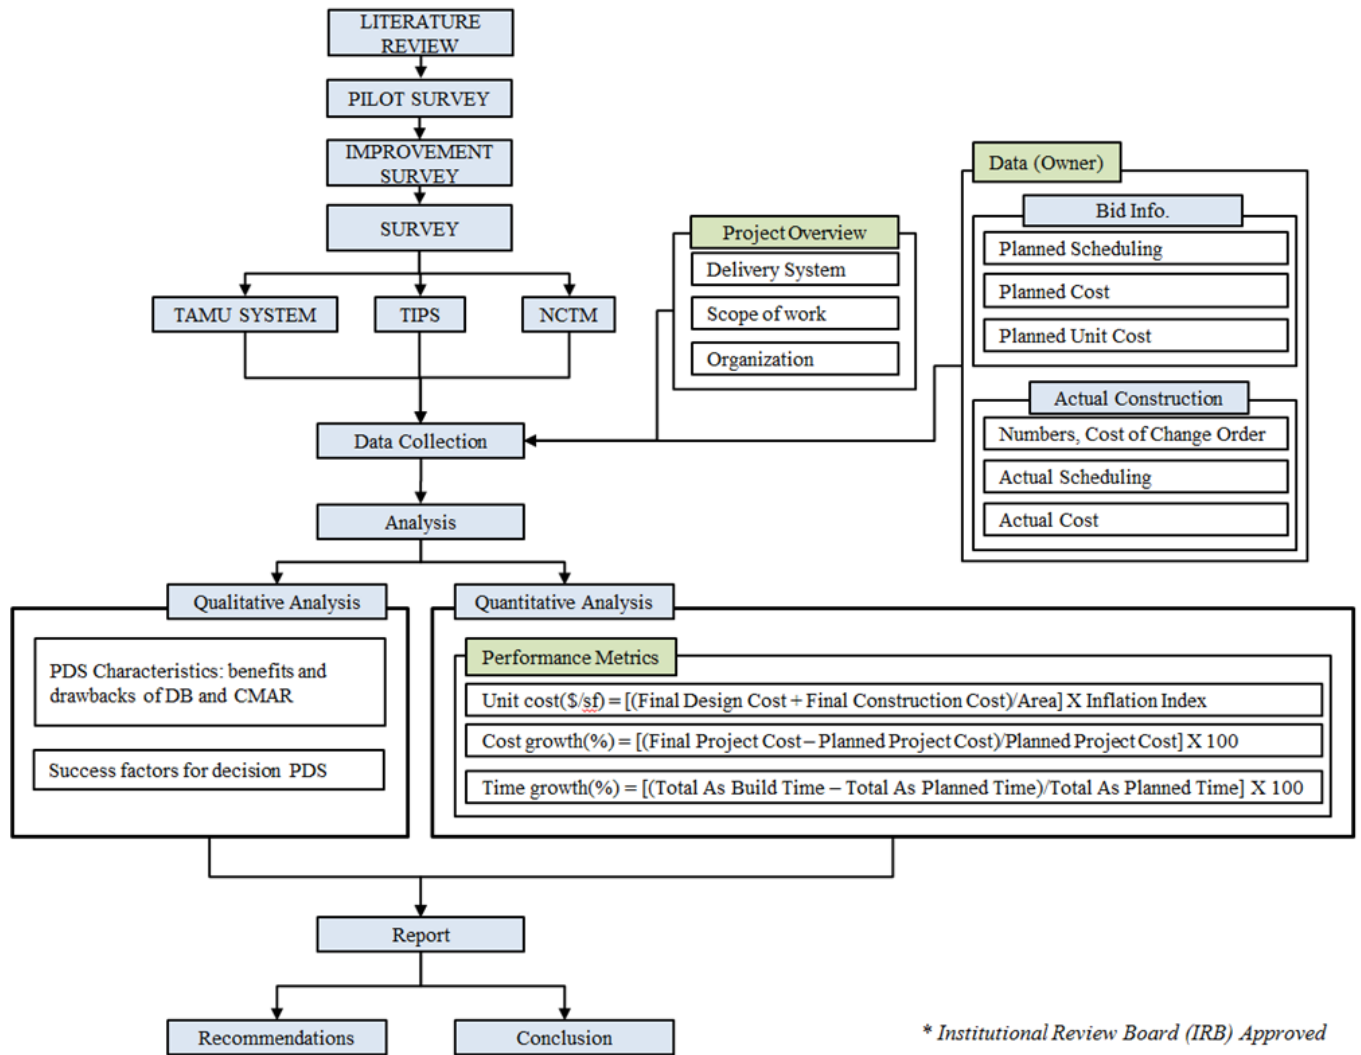 LITERATURE
REVIEW
PILOT SURVEY
IMPROVEMENT
SURVEY
SURVEY
TAMU SYSTEM
TIPS
NCTM
Project Overview
Delivery System
Scope of work
Organization
Data (Owner)
Bid Info.
Planned Scheduling
Planned Cost
Planned Unit Cost
Actual Construction
Numbers, Cost of Change Order
Actual Scheduling
Actual Cost
Data Collection
Analysis
Qualitative Analysis
PDS Characteristics: benefits and
drawbacks of DB and CMAR
Success factors for decision PDS
Quantitative Analysis
Performance Metrics
Unit cost($/sf) = [(Final Design Cost + Final Construction Cost)/Area] X Inflation Index
Cost growth(%) = [(Final Project Cost – Planned Project Cost)/Planned Project Cost] X 100
Time growth(%) = [(Total As Build Time – Total As Planned Time)/Total As Planned Time] X 100
Report
Recommendations
Conclusion
* Institutional Review Board (IRB) Approved